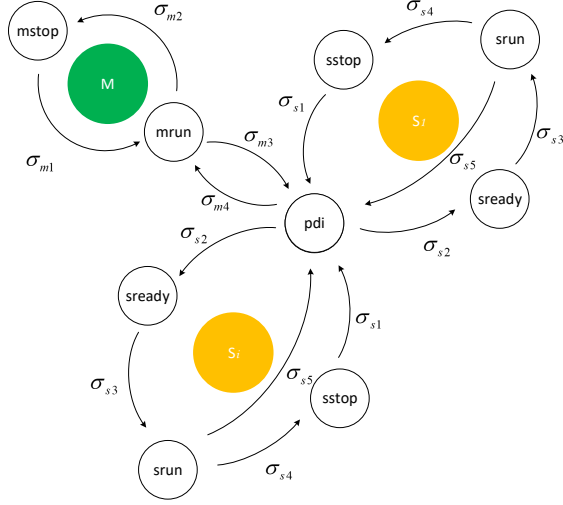 σs4
mstop
σm2
srun
sstop
M
σs1
S1
mrun
σm3
σs3
σm1
σs5
sready
σm4
pdi
σs2
σs2
sready
σs1
Si
σs5
σs3
sstop
srun
σs4